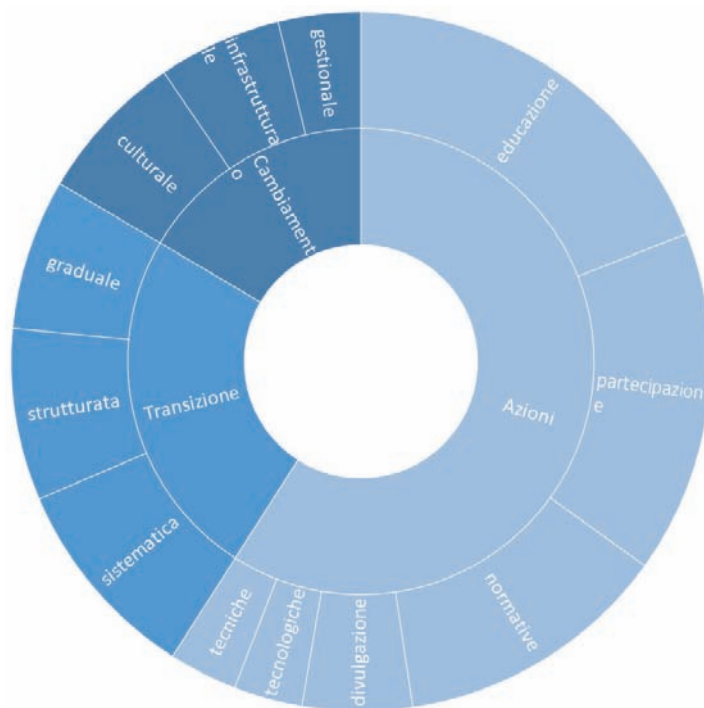 educazione
partecipazion
e
normative
divulgazione
tecnologiche
tecniche
sistematica
strutturata
graduale
culturale
infrastruttura
le
gestionale
Azioni
Transizione
Cambiament
o